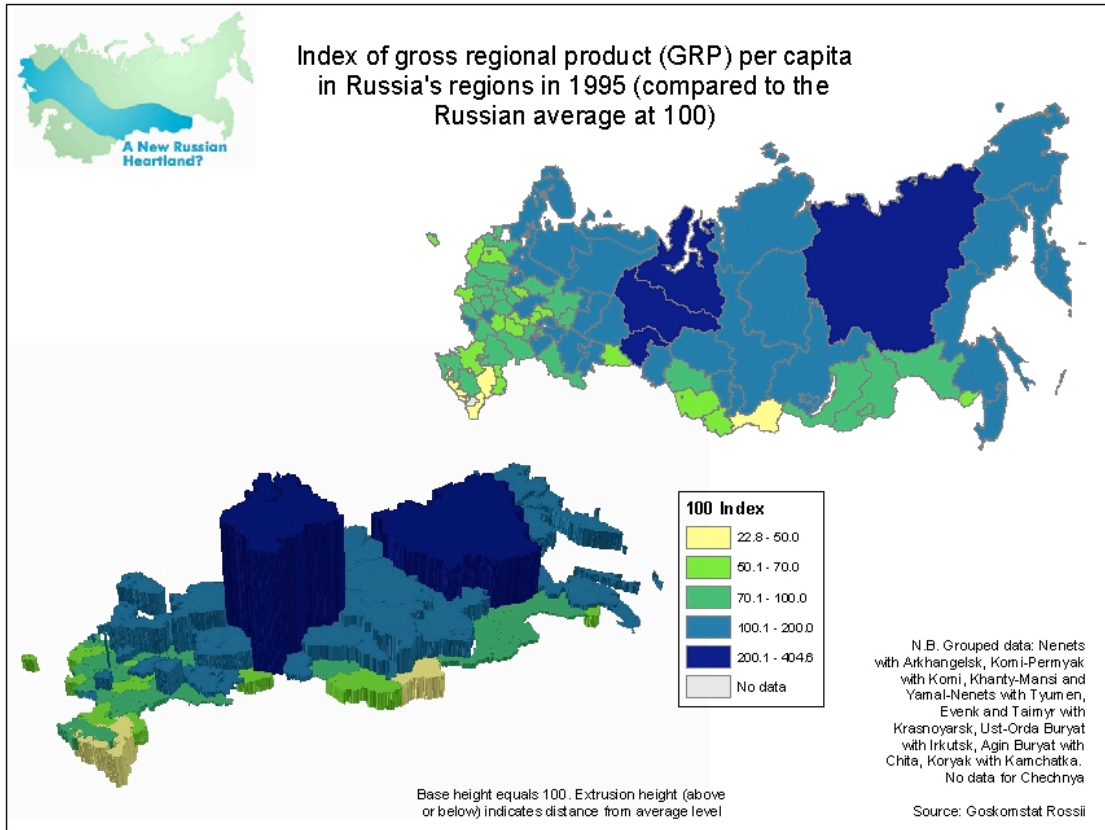 A New Russian
Heartland?
Index of gross regional product (GRP) per capita
in Russia's regions in 1995 (compared to the
Russian average at 100)
100 Index
22.8 - 50.0
50.1 - 70.0
70.1 - 100.0
100.1 - 200.0
200.1 - 404.6
No data
N.B. Grouped data: Nenets
with Arkhangelsk, Komi-Permyak
with Komi, Khanty-Mansi and
Yamal-Nenets with Tyumen,
Evenk and Taimyr with
Krasnoyarsk, Ust-Orda Buryat
with Irkutsk, Agin Buryat with
Chita, Koryak with Kamchatka.
No data for Chechnya
Base height equals 100. Extrusion height (above
or below) indicates distance from average level
Source: Goskomstat Rossii